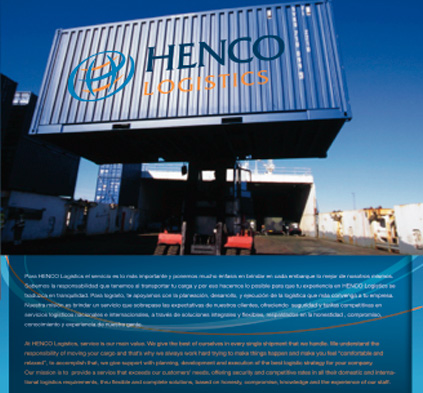 HENCO
LOGISTICS
Para HENCO Logistics el servicio es lo más importante y ponemos mucho énfasis en brindar en cada embarque lo mejor de nosotros mismos.
Sabemos la responsabilidad que tenemos al transportar tu carga y por eso hacemos lo posible para que tu experiencia en HENCO Logistics se
traduzca en tranquilidad. Para lograrlo, te apoyamos con la planeación, desarrollo, y ejecución de la logística que más convenga a tu empresa.
Nuestra misión es brindar un servicio que sobrepase las expectativas de nuestros clientes, ofreciendo seguridad y tarifas competitivas en
servicios logísticos nacionales e internacionales, a través de soluciones integrales y flexibles, respaldados en la honestidad, compromiso,
conocimiento y experiencia de nuestra gente.
At HENCO Logistics, service is our main value. We give the best of ourselves in every single shipment that we handle. We understand the
responsibility of moving your cargo and that's why we always work hard trying to make things happen and make you feel "comfortable and
relaxed", to accomplish that, we give support with planning, development and execution of the best logistic strategy for your company.
Our mission is to provide a service that exceeds our customers' needs, offering security and competitive rates in all their domestic and interna-
tional logistics requirements, thru flexible and complete solutions, based on honesty, compromise, knowledge and the experience of our staff.